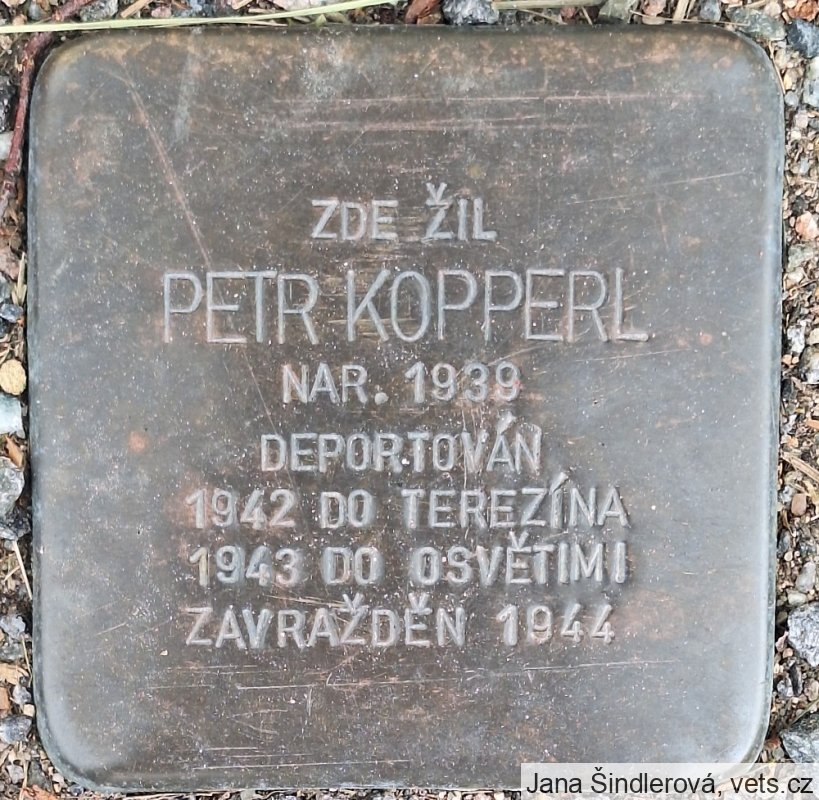 ZDE ŽIL
PETR KOPPERL
NAR. 1939
DEPORTOVÁN
1942 DO TEREZÍNA
1943 DO OSVĚTIMI
ZAVRAŽDĚN 1944
Jana Šindlerová, vets.cz